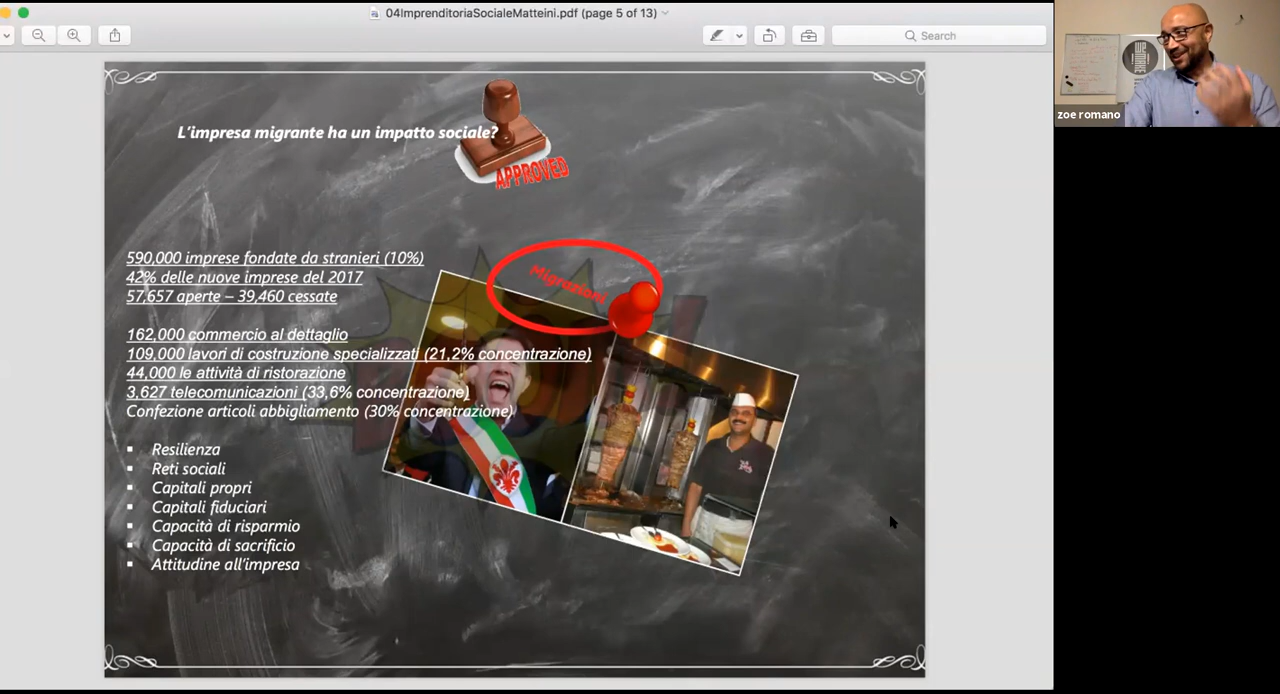 04ImprenditoriaSocialeMatteini.pdf (page 5 of 13)
Search
zoe romano
L'impresa migrante ha un impatto sociale?
APPROVED
590,000 imprese fondate da stranieri (10%)
42% delle nuove imprese del 2017
57,657 aperte – 39,460 cessate
Migrazioni
162,000 commercio al dettaglio
109,000 lavori di costruzione specializzati (21,2% concentrazione)
44,000 le attività di ristorazione
3,627 telecomunicazioni (33,6% concentrazione)
Confezione articoli abbigliamento (30% concentrazione)
▪ Resilienza
▪ Reti sociali
▪ Capitali propri
▪ Capitali fiduciari
▪ Capacità di risparmio
▪ Capacità di sacrificio
▪ Attitudine all'impresa